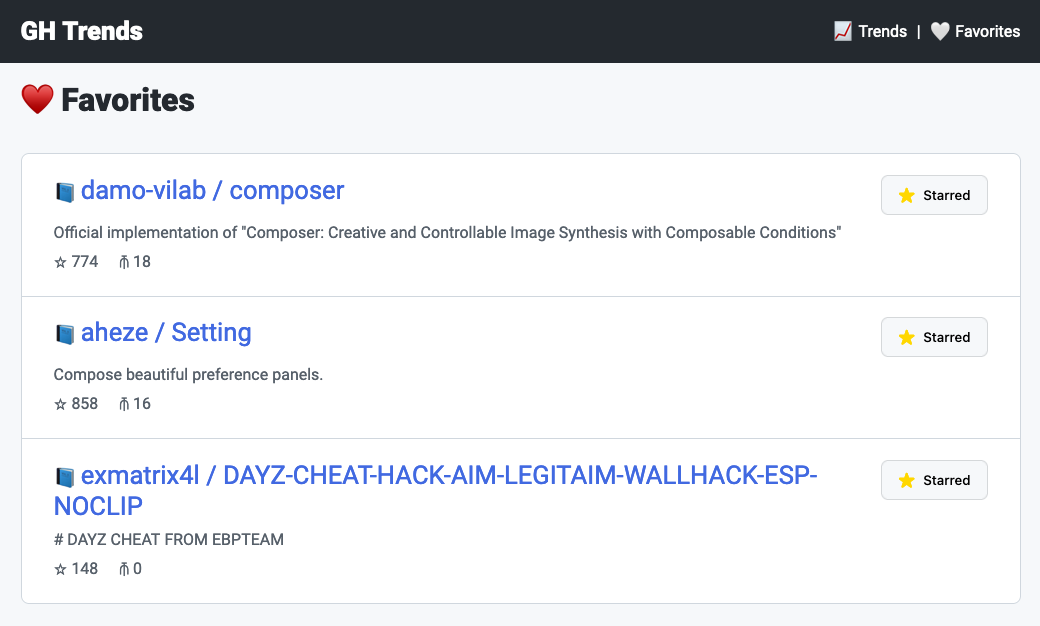 GH Trends
Trends | Favorites
Favorites
damo-vilab / composer
Starred
Official implementation of "Composer: Creative and Controllable Image Synthesis with Composable Conditions"
774 18
aheze / Setting
Starred
Compose beautiful preference panels.
858 16
exmatrix4l / DAYZ-CHEAT-HACK-AIM-LEGITAIM-WALLHACK-ESP-
NOCLIP
Starred
# DAYZ CHEAT FROM EBPTEAM
148 0